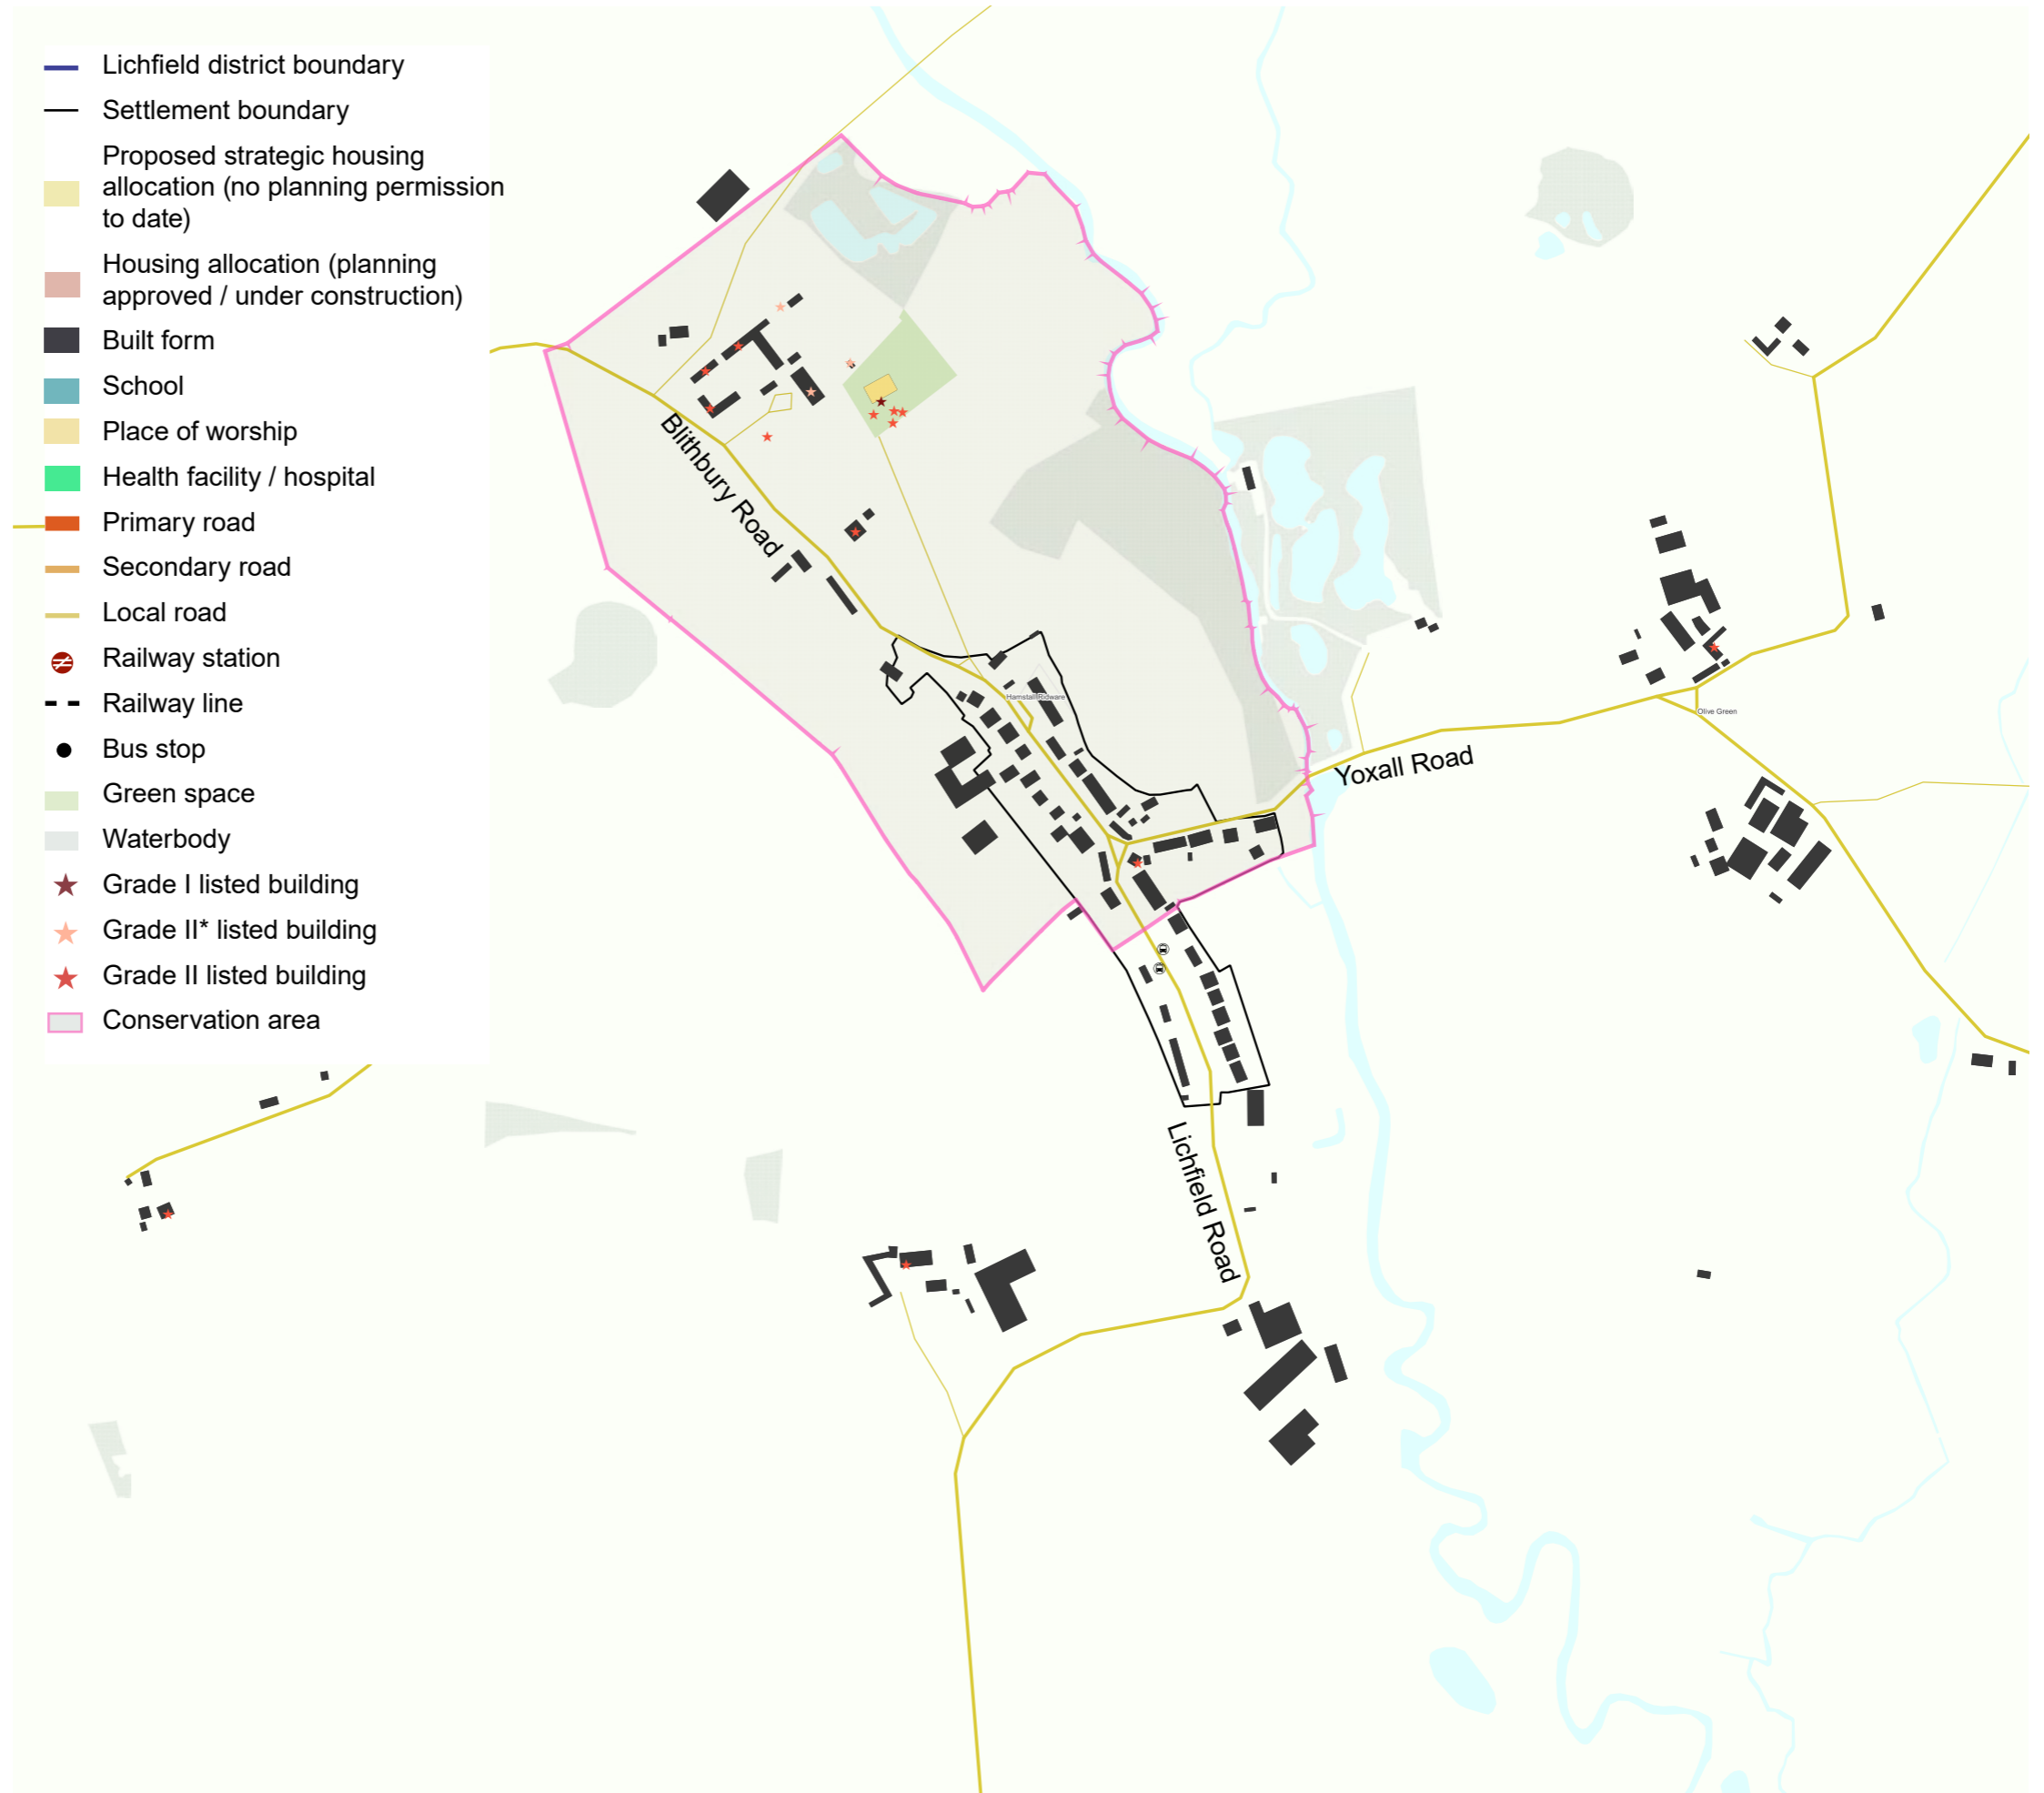 Lichfield district boundary
Settlement boundary
Proposed strategic housing
allocation (no planning permission
to date)
Housing allocation (planning
approved / under construction)
Built form
School
Place of worship
Health facility / hospital
Primary road
Secondary road
Local road
Railway station
Railway line
Bus stop
Green space
Waterbody
Grade I listed building
Grade II* listed building
Grade II listed building
Conservation area
Blithbury Road
Hamstall Ridware
Olive Green
Yoxall Road
Lichfield Road